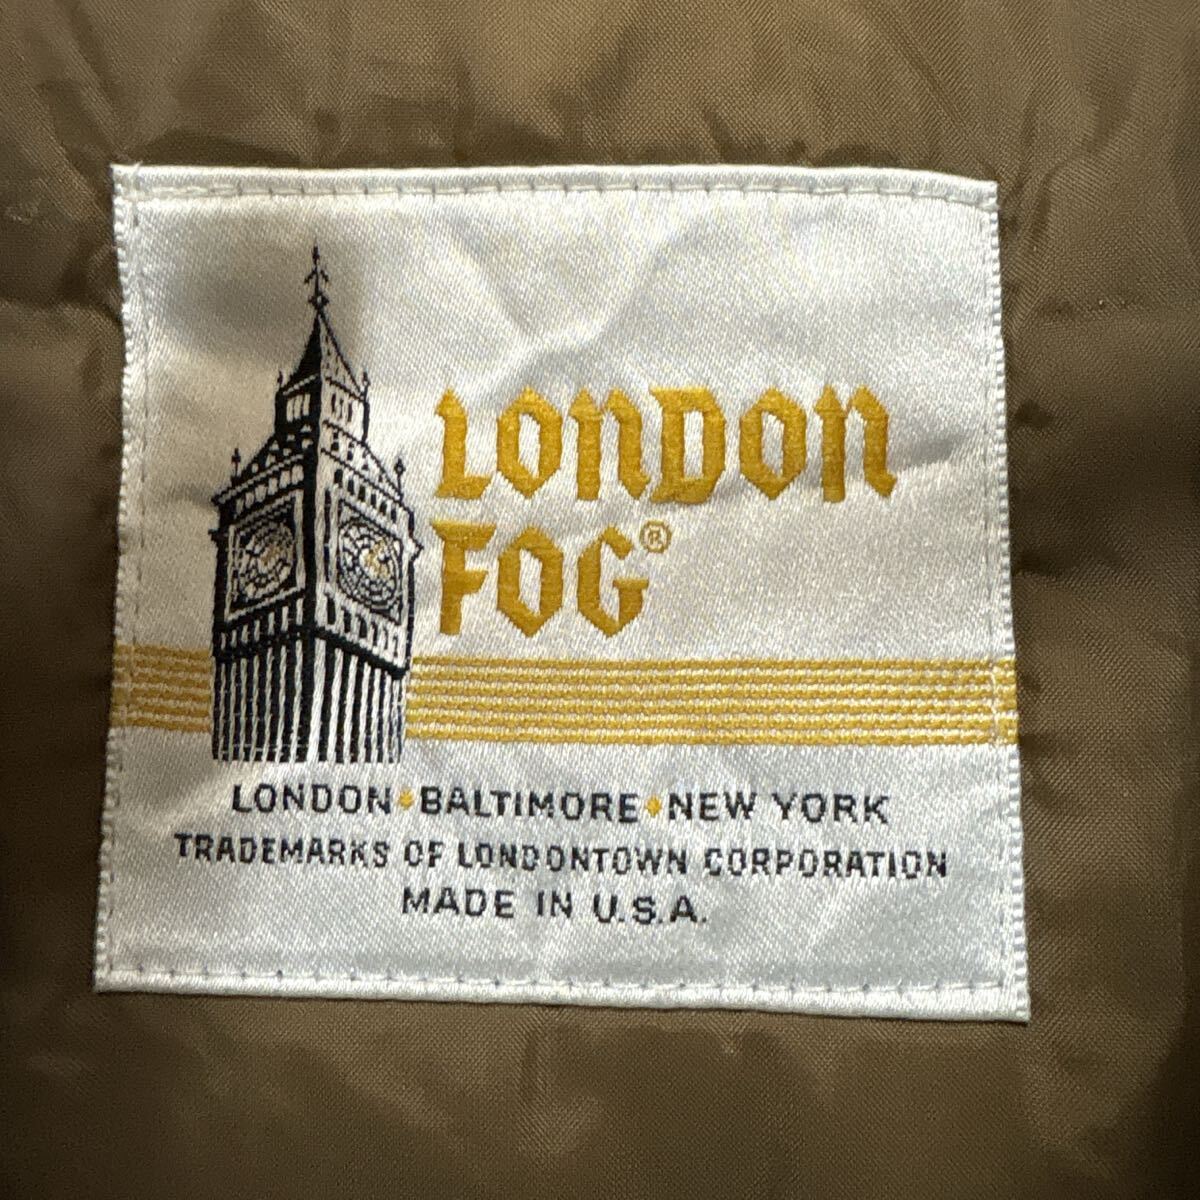 LONDON
FOG®
LONDON • BALTIMORE • NEW YORK
TRADEMARKS OF LONDONTOWN CORPORATION
MADE IN U.S.A.